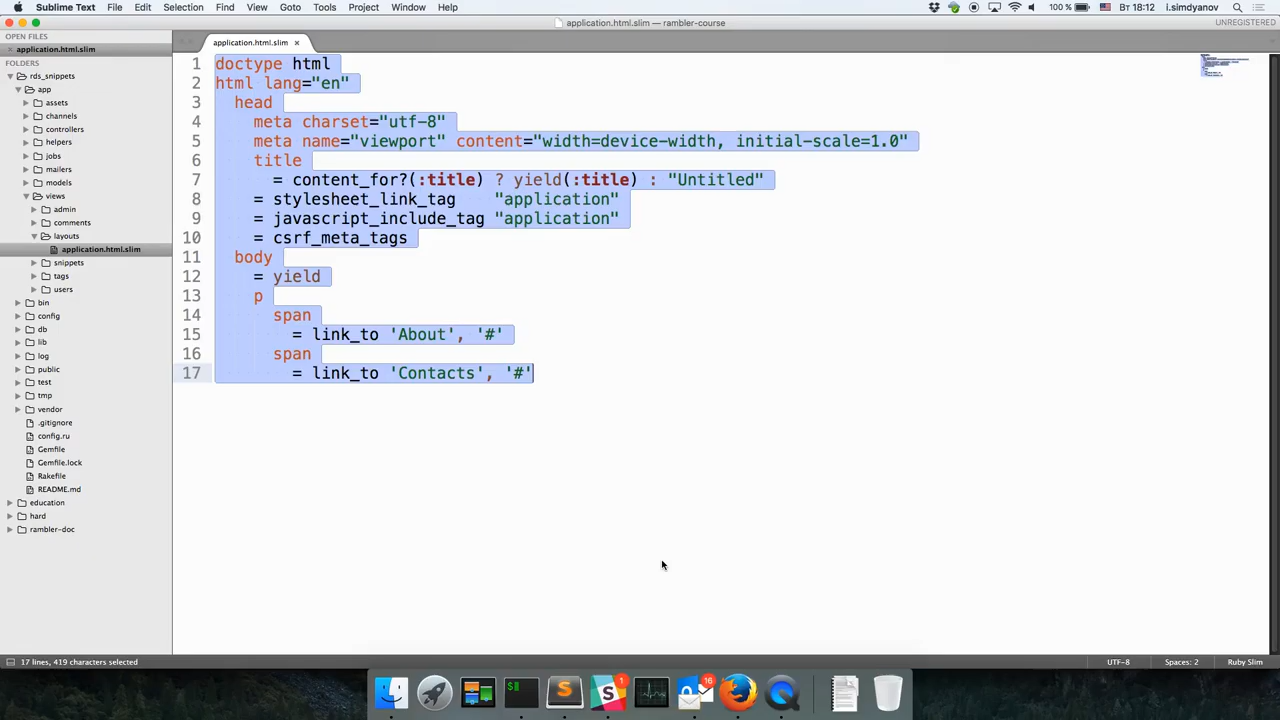 Sublime Text File Edit Selection Find View Goto Tools Project Window Help 100 % Вт 18:12 i.simdyanov
application.html.slim — rambler-course UNREGISTERED
OPEN FILES
application.html.slim
FOLDERS
rds_snippets
app
assets
channels
controllers
helpers
jobs
mailers
models
views
admin
comments
layouts
application.html.slim
snippets
tags
users
bin
config
db
lib
log
public
test
tmp
vendor
.gitignore
config.ru
Gemfile
Gemfile.lock
Rakefile
README.md
education
hard
rambler-doc
application.html.slim
1 doctype html
2 html lang="en"
3 head
4 meta charset="utf-8"
5 meta name="viewport" content="width=device-width, initial-scale=1.0"
6 title
7 = content_for?(:title) ? yield(:title) : "Untitled"
8 = stylesheet_link_tag "application"
9 = javascript_include_tag "application"
10 = csrf_meta_tags
11 body
12 = yield
13 p
14 span
15 = link_to 'About', '#'
16 span
17 = link_to 'Contacts', '#'
17 lines, 419 characters selected UTF-8 Spaces: 2 Ruby Slim
1 16